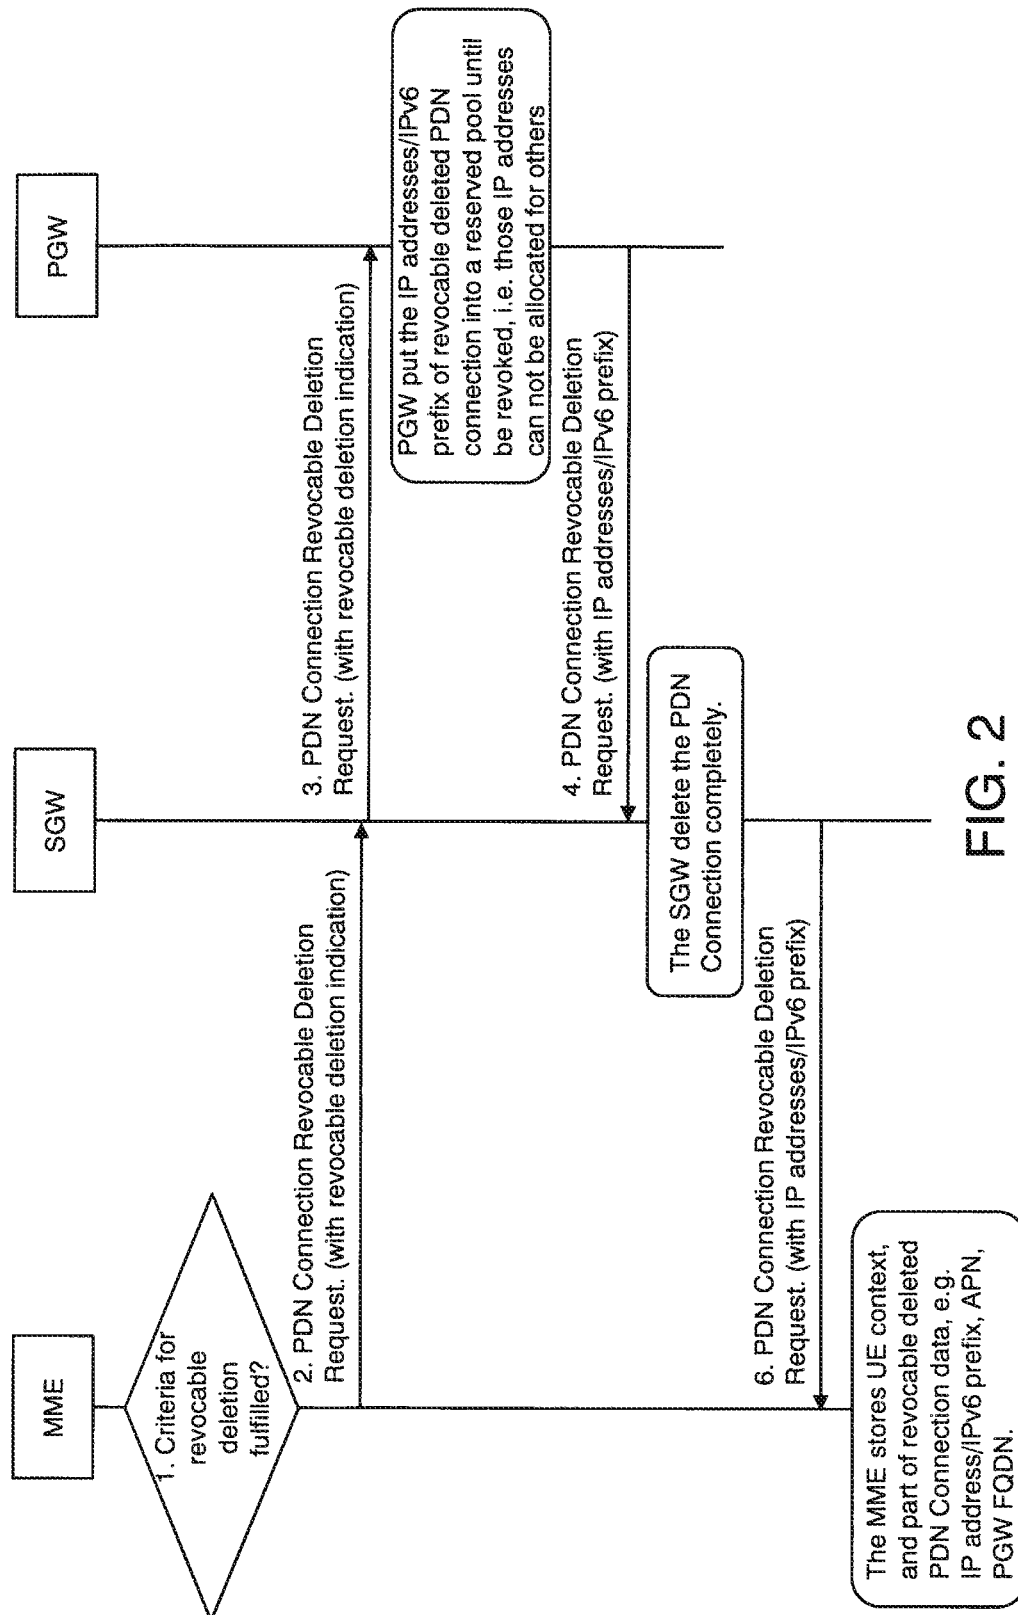 MME
SGW
PGW
1. Criteria for
revocable
deletion
fulfilled?
2. PDN Connection Revocable Deletion
Request. (with revocable deletion indication)
3. PDN Connection Revocable Deletion
Request. (with revocable deletion indication)
PGW put the IP addresses/IPv6
prefix of revocable deleted PDN
connection into a reserved pool until
be revoked, i.e. those IP addresses
can not be allocated for others
4. PDN Connection Revocable Deletion
Request. (with IP addresses/IPv6 prefix)
The SGW delete the PDN
Connection completely.
6. PDN Connection Revocable Deletion
Request. (with IP addresses/IPv6 prefix)
The MME stores UE context,
and part of revocable deleted
PDN Connection data, e.g.
IP address/IPv6 prefix, APN,
PGW FQDN.
FIG. 2